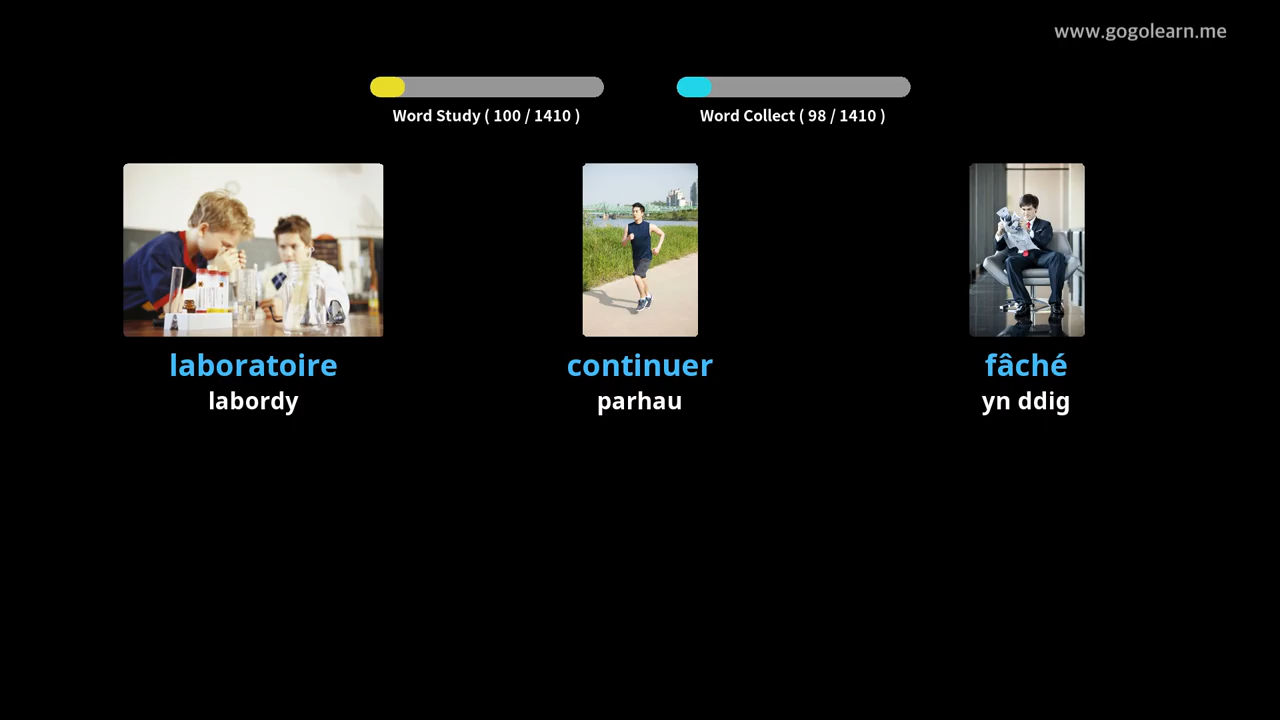 www.gogolearn.me
Word Study ( 100 / 1410 )
Word Collect ( 98 / 1410 )
laboratoire
labordy
continuer
parhau
fâché
yn ddig